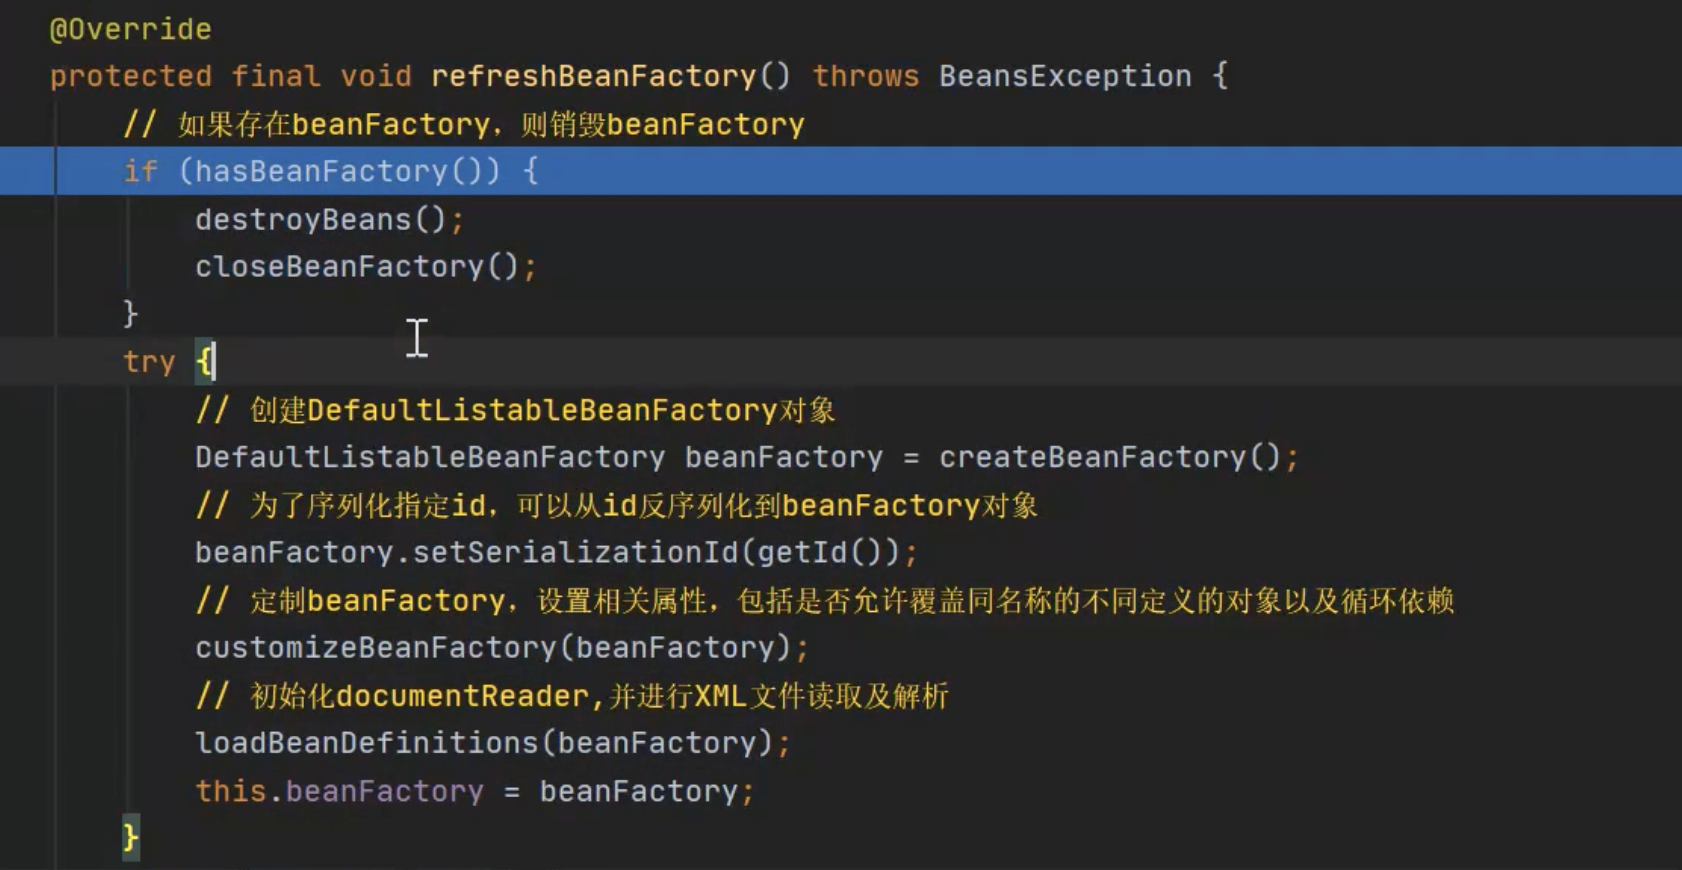 @Override
protected final void refreshBeanFactory() throws BeansException {
// 如果存在beanFactory，则销毁beanFactory
if (hasBeanFactory()) {
destroyBeans();
closeBeanFactory();
}
try {
// 创建DefaultListableBeanFactory对象
DefaultListableBeanFactory beanFactory = createBeanFactory();
// 为了序列化指定id，可以从id反序列化到beanFactory对象
beanFactory.setSerializationId(getId());
// 定制beanFactory，设置相关属性，包括是否允许覆盖同名称的不同定义的对象以及循环依赖
customizeBeanFactory(beanFactory);
// 初始化documentReader,并进行XML文件读取及解析
loadBeanDefinitions(beanFactory);
this.beanFactory = beanFactory;
}